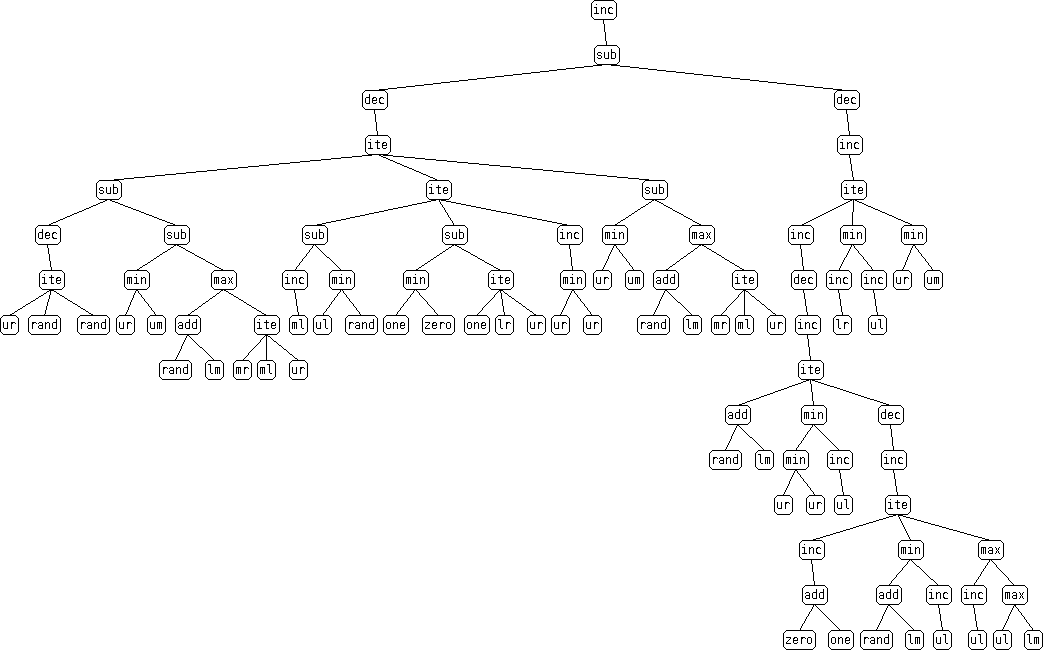 inc
sub
dec dec
ite inc
sub ite sub ite
dec sub sub sub inc min max inc min min
ite min max inc min min ite min ur um add ite dec inc inc ur um
ur rand rand ur um add ite ml ul rand one zero one lr ur ur ur rand lm mr ml ur inc lr ul
rand lm mr ml ur ite
add min dec
rand lm min inc inc
ur ur ul ite
inc min max
add add inc inc max
zero one rand lm ul ul ul lm